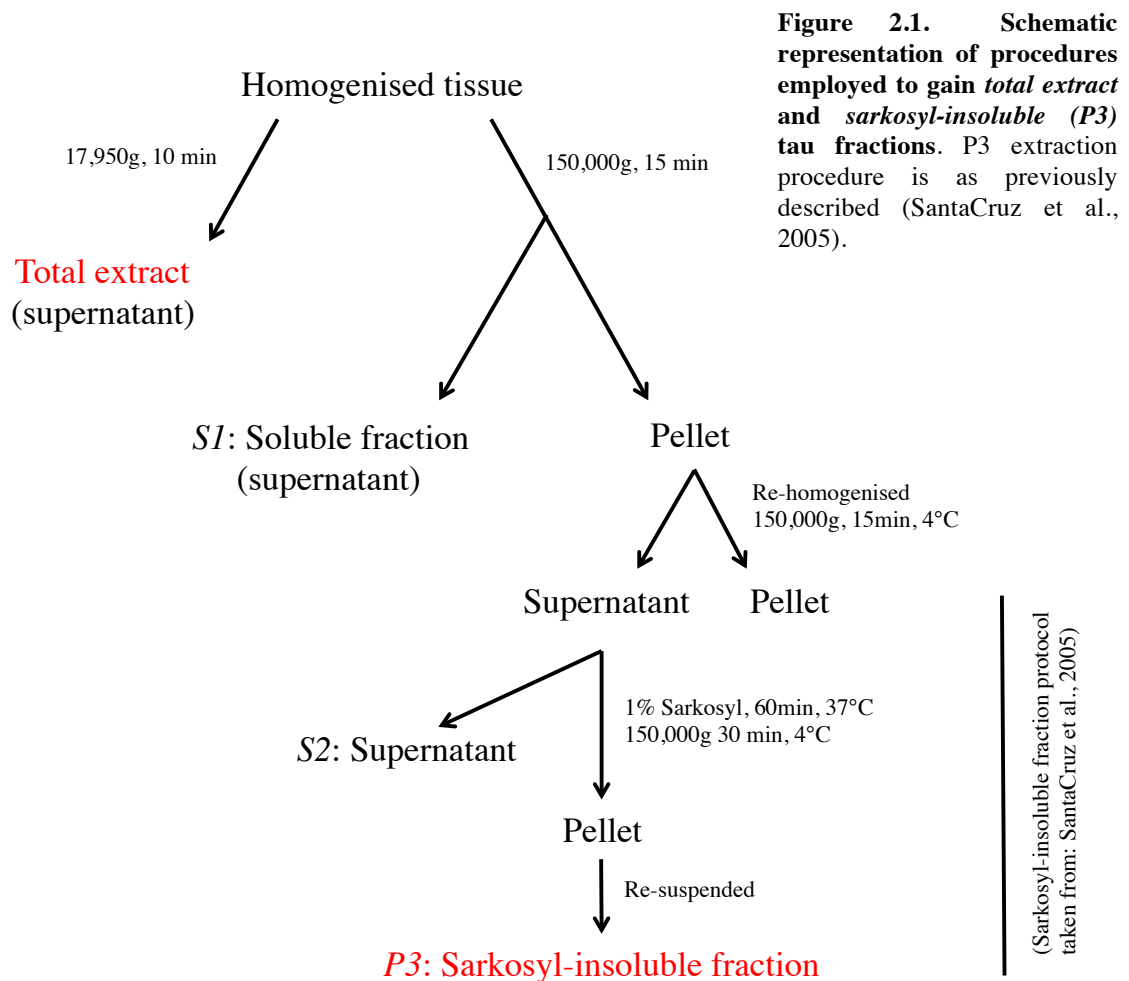 Figure 2.1. Schematic
representation of procedures
employed to gain total extract
and sarkosyl-insoluble (P3)
tau fractions. P3 extraction
procedure is as previously
described (SantaCruz et al.,
2005).
Homogenised tissue
17,950g, 10 min
150,000g, 15 min
Total extract
(supernatant)
S1: Soluble fraction
(supernatant)
Pellet
Re-homogenised
150,000g, 15min, 4°C
Supernatant
Pellet
1% Sarkosyl, 60min, 37°C
150,000g 30 min, 4°C
S2: Supernatant
Pellet
Re-suspended
P3: Sarkosyl-insoluble fraction
(Sarkosyl-insoluble fraction protocol
taken from: SantaCruz et al., 2005)